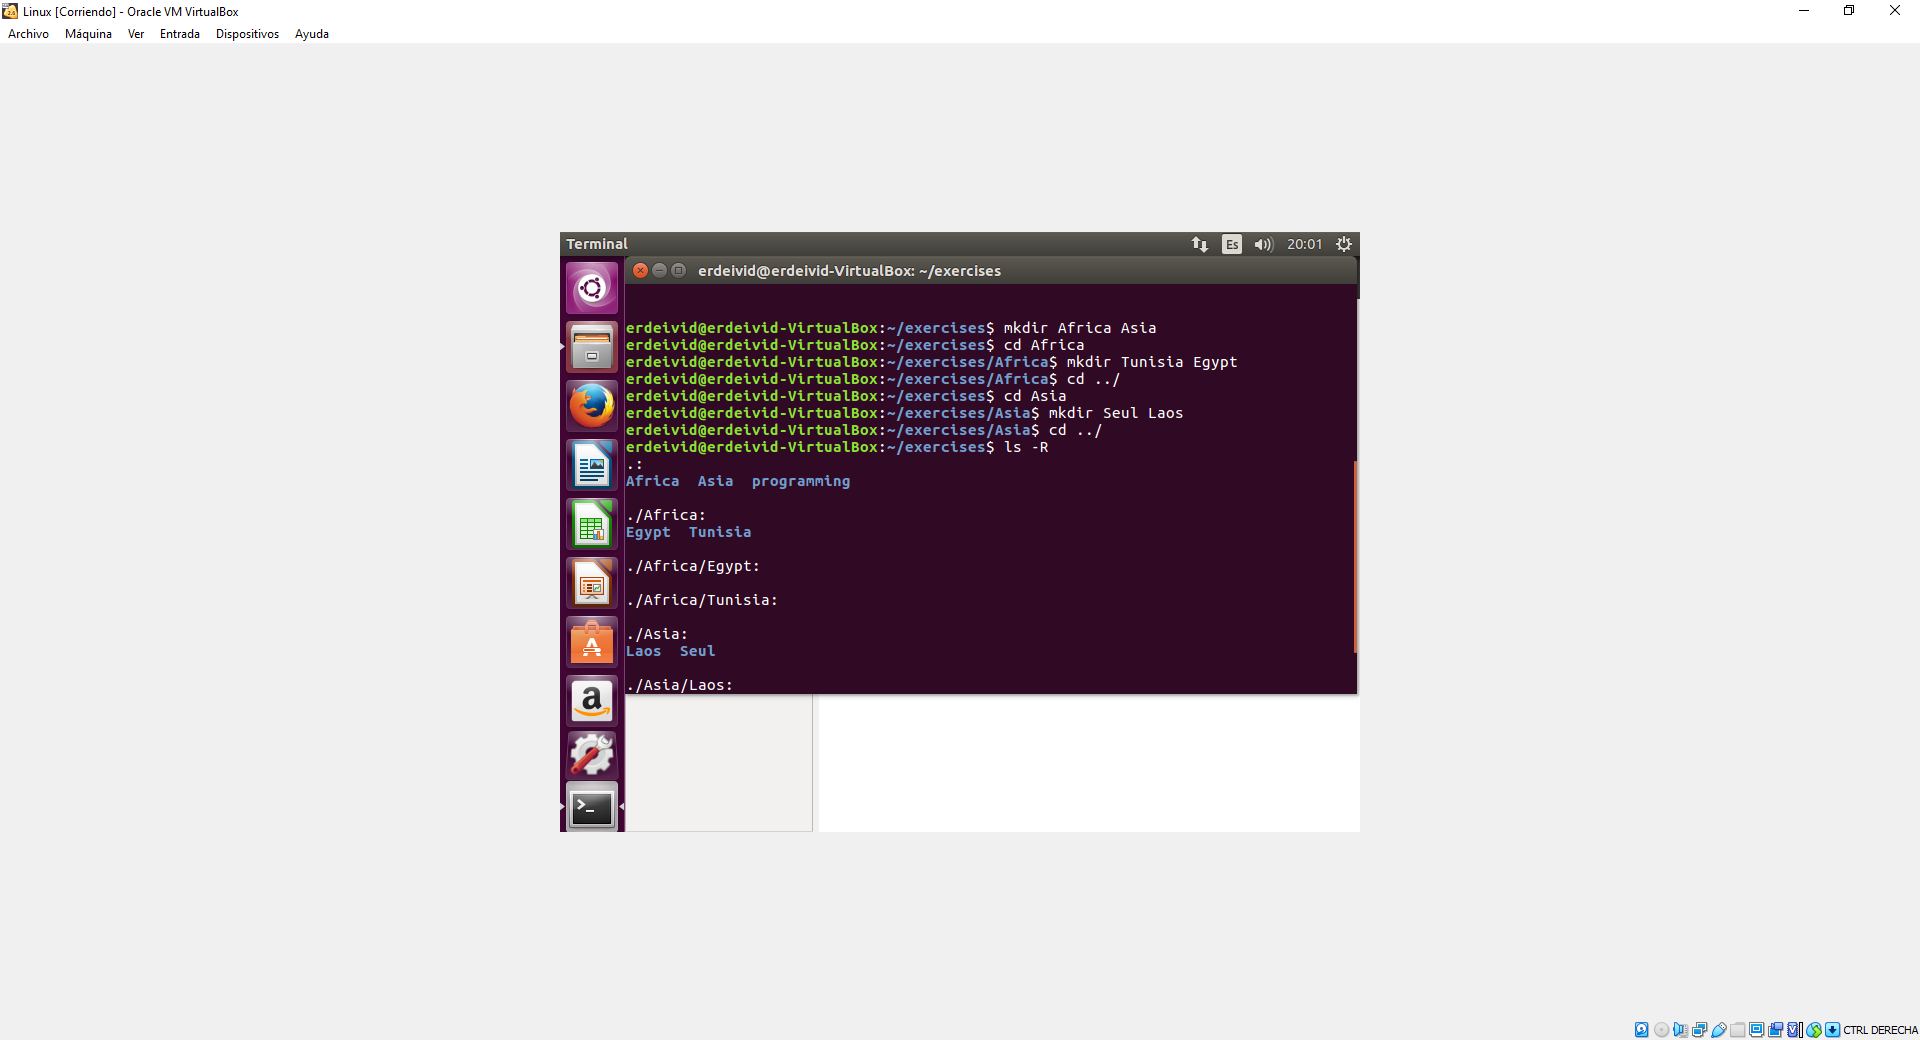 Linux [Corriendo] - Oracle VM VirtualBox
Archivo Máquina Ver Entrada Dispositivos Ayuda
Terminal Es 20:01
erdeivid@erdeivid-VirtualBox: ~/exercises
erdeivid@erdeivid-VirtualBox:~/exercises$ mkdir Africa Asia
erdeivid@erdeivid-VirtualBox:~/exercises$ cd Africa
erdeivid@erdeivid-VirtualBox:~/exercises/Africa$ mkdir Tunisia Egypt
erdeivid@erdeivid-VirtualBox:~/exercises/Africa$ cd ../
erdeivid@erdeivid-VirtualBox:~/exercises$ cd Asia
erdeivid@erdeivid-VirtualBox:~/exercises/Asia$ mkdir Seul Laos
erdeivid@erdeivid-VirtualBox:~/exercises/Asia$ cd ../
erdeivid@erdeivid-VirtualBox:~/exercises$ ls -R
.:
Africa  Asia  programming
./Africa:
Egypt  Tunisia
./Africa/Egypt:
./Africa/Tunisia:
./Asia:
Laos  Seul
./Asia/Laos:
CTRL DERECHA